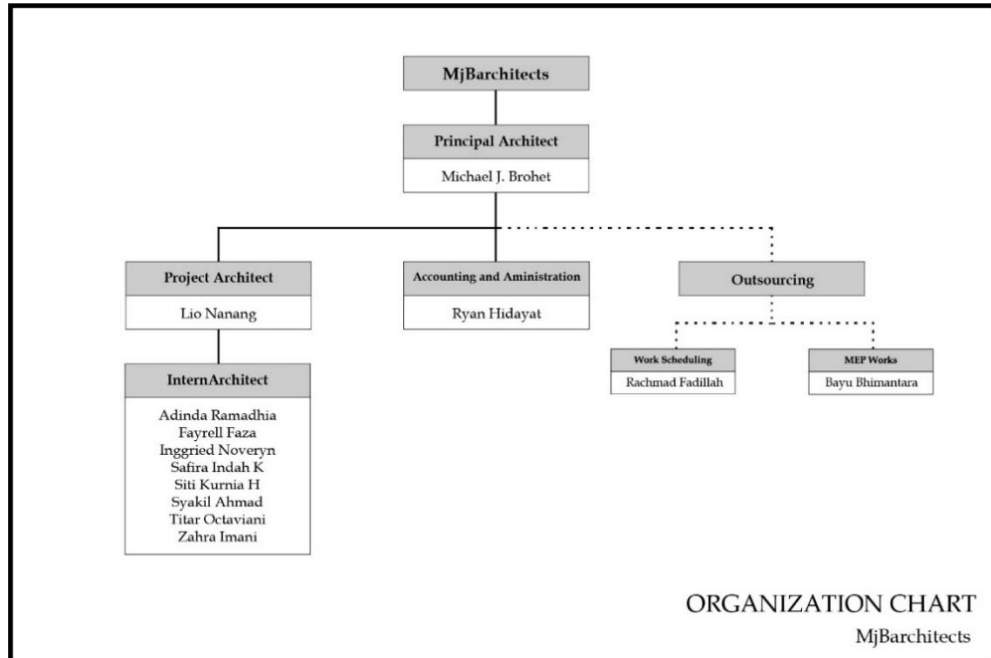 MjBarchitects
Principal Architect
Michael J. Brohet
Project Architect
Lio Nanang
Accounting and Aministration
Ryan Hidayat
Outsourcing
Work Scheduling
Rachmad Fadillah
MEP Works
Bayu Bhimantara
InternArchitect
Adinda Ramadhia
Fayrell Faza
Inggried Noveryn
Safira Indah K
Siti Kurnia H
Syakil Ahmad
Titar Octaviani
Zahra Imani
ORGANIZATION CHART
MjBarchitects